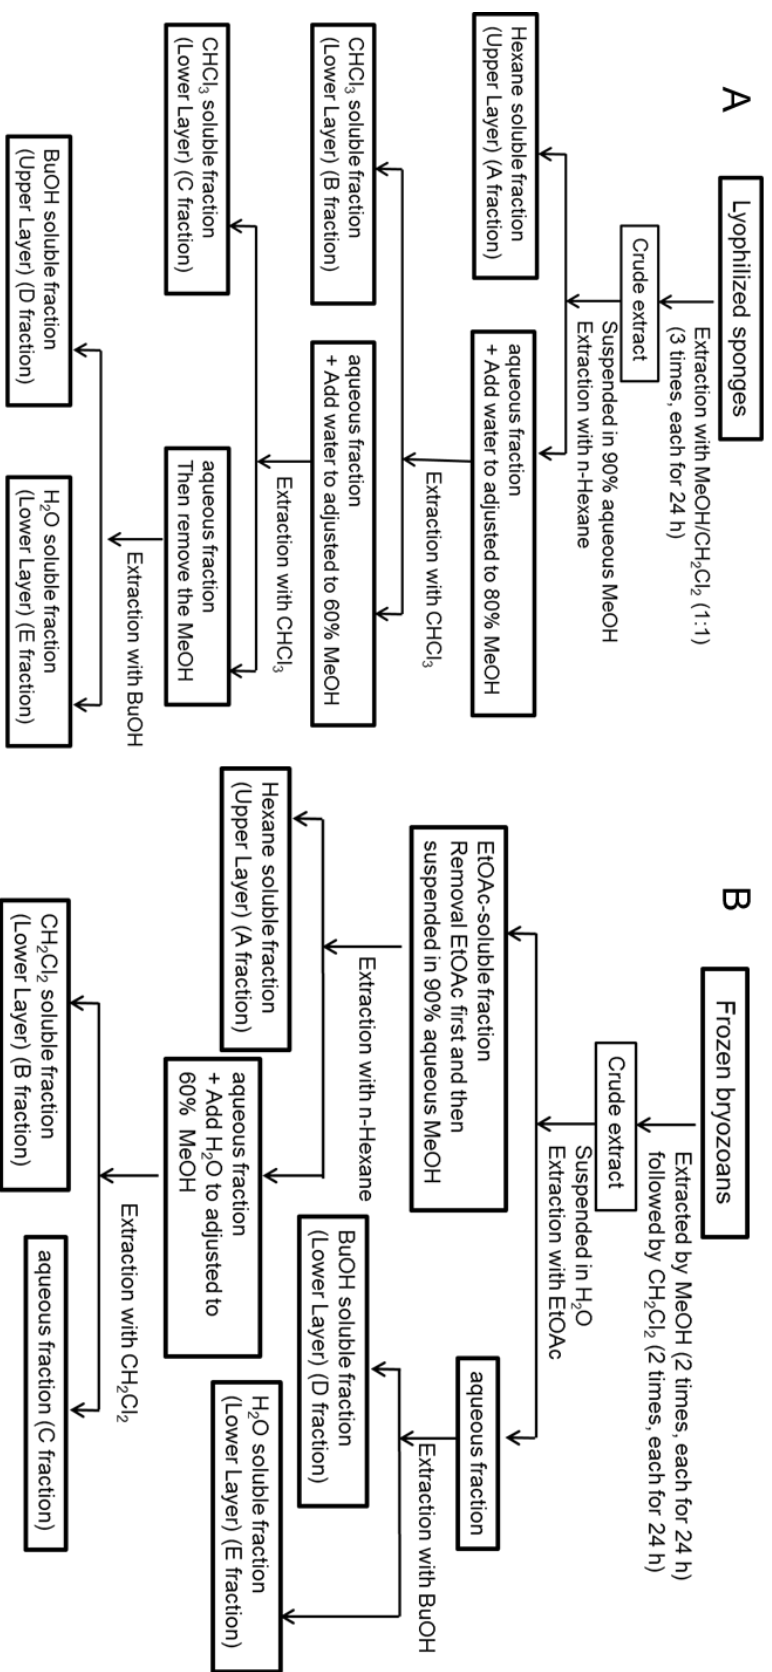 A
Lyophilized sponges
Extraction with MeOH/CH₂Cl₂ (1:1)
(3 times, each for 24 h)
Crude extract
Suspended in 90% aqueous MeOH
Extraction with n-Hexane
Hexane soluble fraction
(Upper Layer) (A fraction)
aqueous fraction
+ Add water to adjusted to 80% MeOH
Extraction with CHCl₃
CHCl₃ soluble fraction
(Lower Layer) (B fraction)
aqueous fraction
+ Add water to adjusted to 60% MeOH
Extraction with CHCl₃
CHCl₃ soluble fraction
(Lower Layer) (C fraction)
aqueous fraction
Then remove the MeOH
Extraction with BuOH
BuOH soluble fraction
(Upper Layer) (D fraction)
H₂O soluble fraction
(Lower Layer) (E fraction)
B
Frozen bryozoans
Extracted by MeOH (2 times, each for 24 h)
followed by CH₂Cl₂ (2 times, each for 24 h)
Crude extract
Suspended in H₂O
Extraction with EtOAc
EtOAc-soluble fraction
Removal EtOAc first and then
suspended in 90% aqueous MeOH
aqueous fraction
Extraction with n-Hexane
Extraction with BuOH
Hexane soluble fraction
(Upper Layer) (A fraction)
aqueous fraction
+ Add H₂O to adjusted to
60% MeOH
BuOH soluble fraction
(Lower Layer) (D fraction)
H₂O soluble fraction
(Lower Layer) (E fraction)
Extraction with CH₂Cl₂
CH₂Cl₂ soluble fraction
(Lower Layer) (B fraction)
aqueous fraction (C fraction)